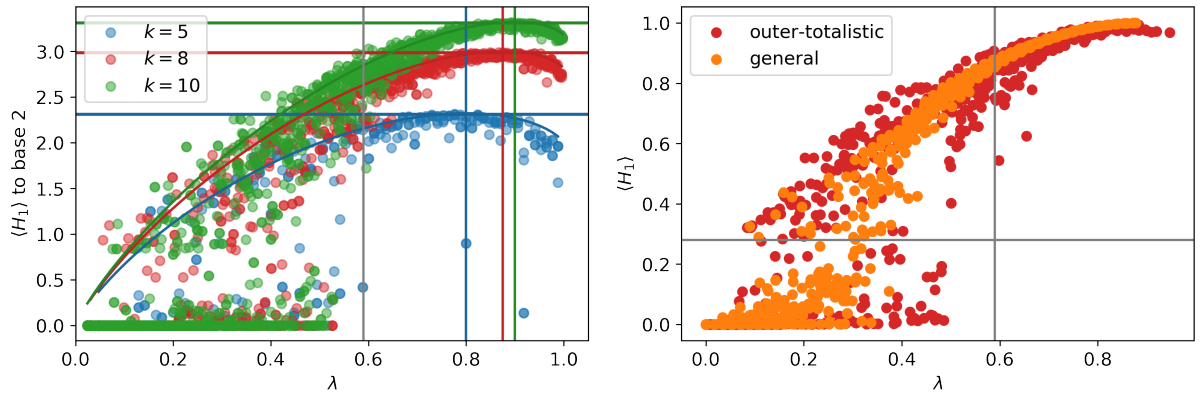 k = 5
k = 8
k = 10
⟨H₁⟩ to base 2
3.0
2.5
2.0
1.5
1.0
0.5
0.0
0.0 0.2 0.4 0.6 0.8 1.0
λ
outer-totalistic
general
⟨H₁⟩
1.0
0.8
0.6
0.4
0.2
0.0
0.0 0.2 0.4 0.6 0.8
λ